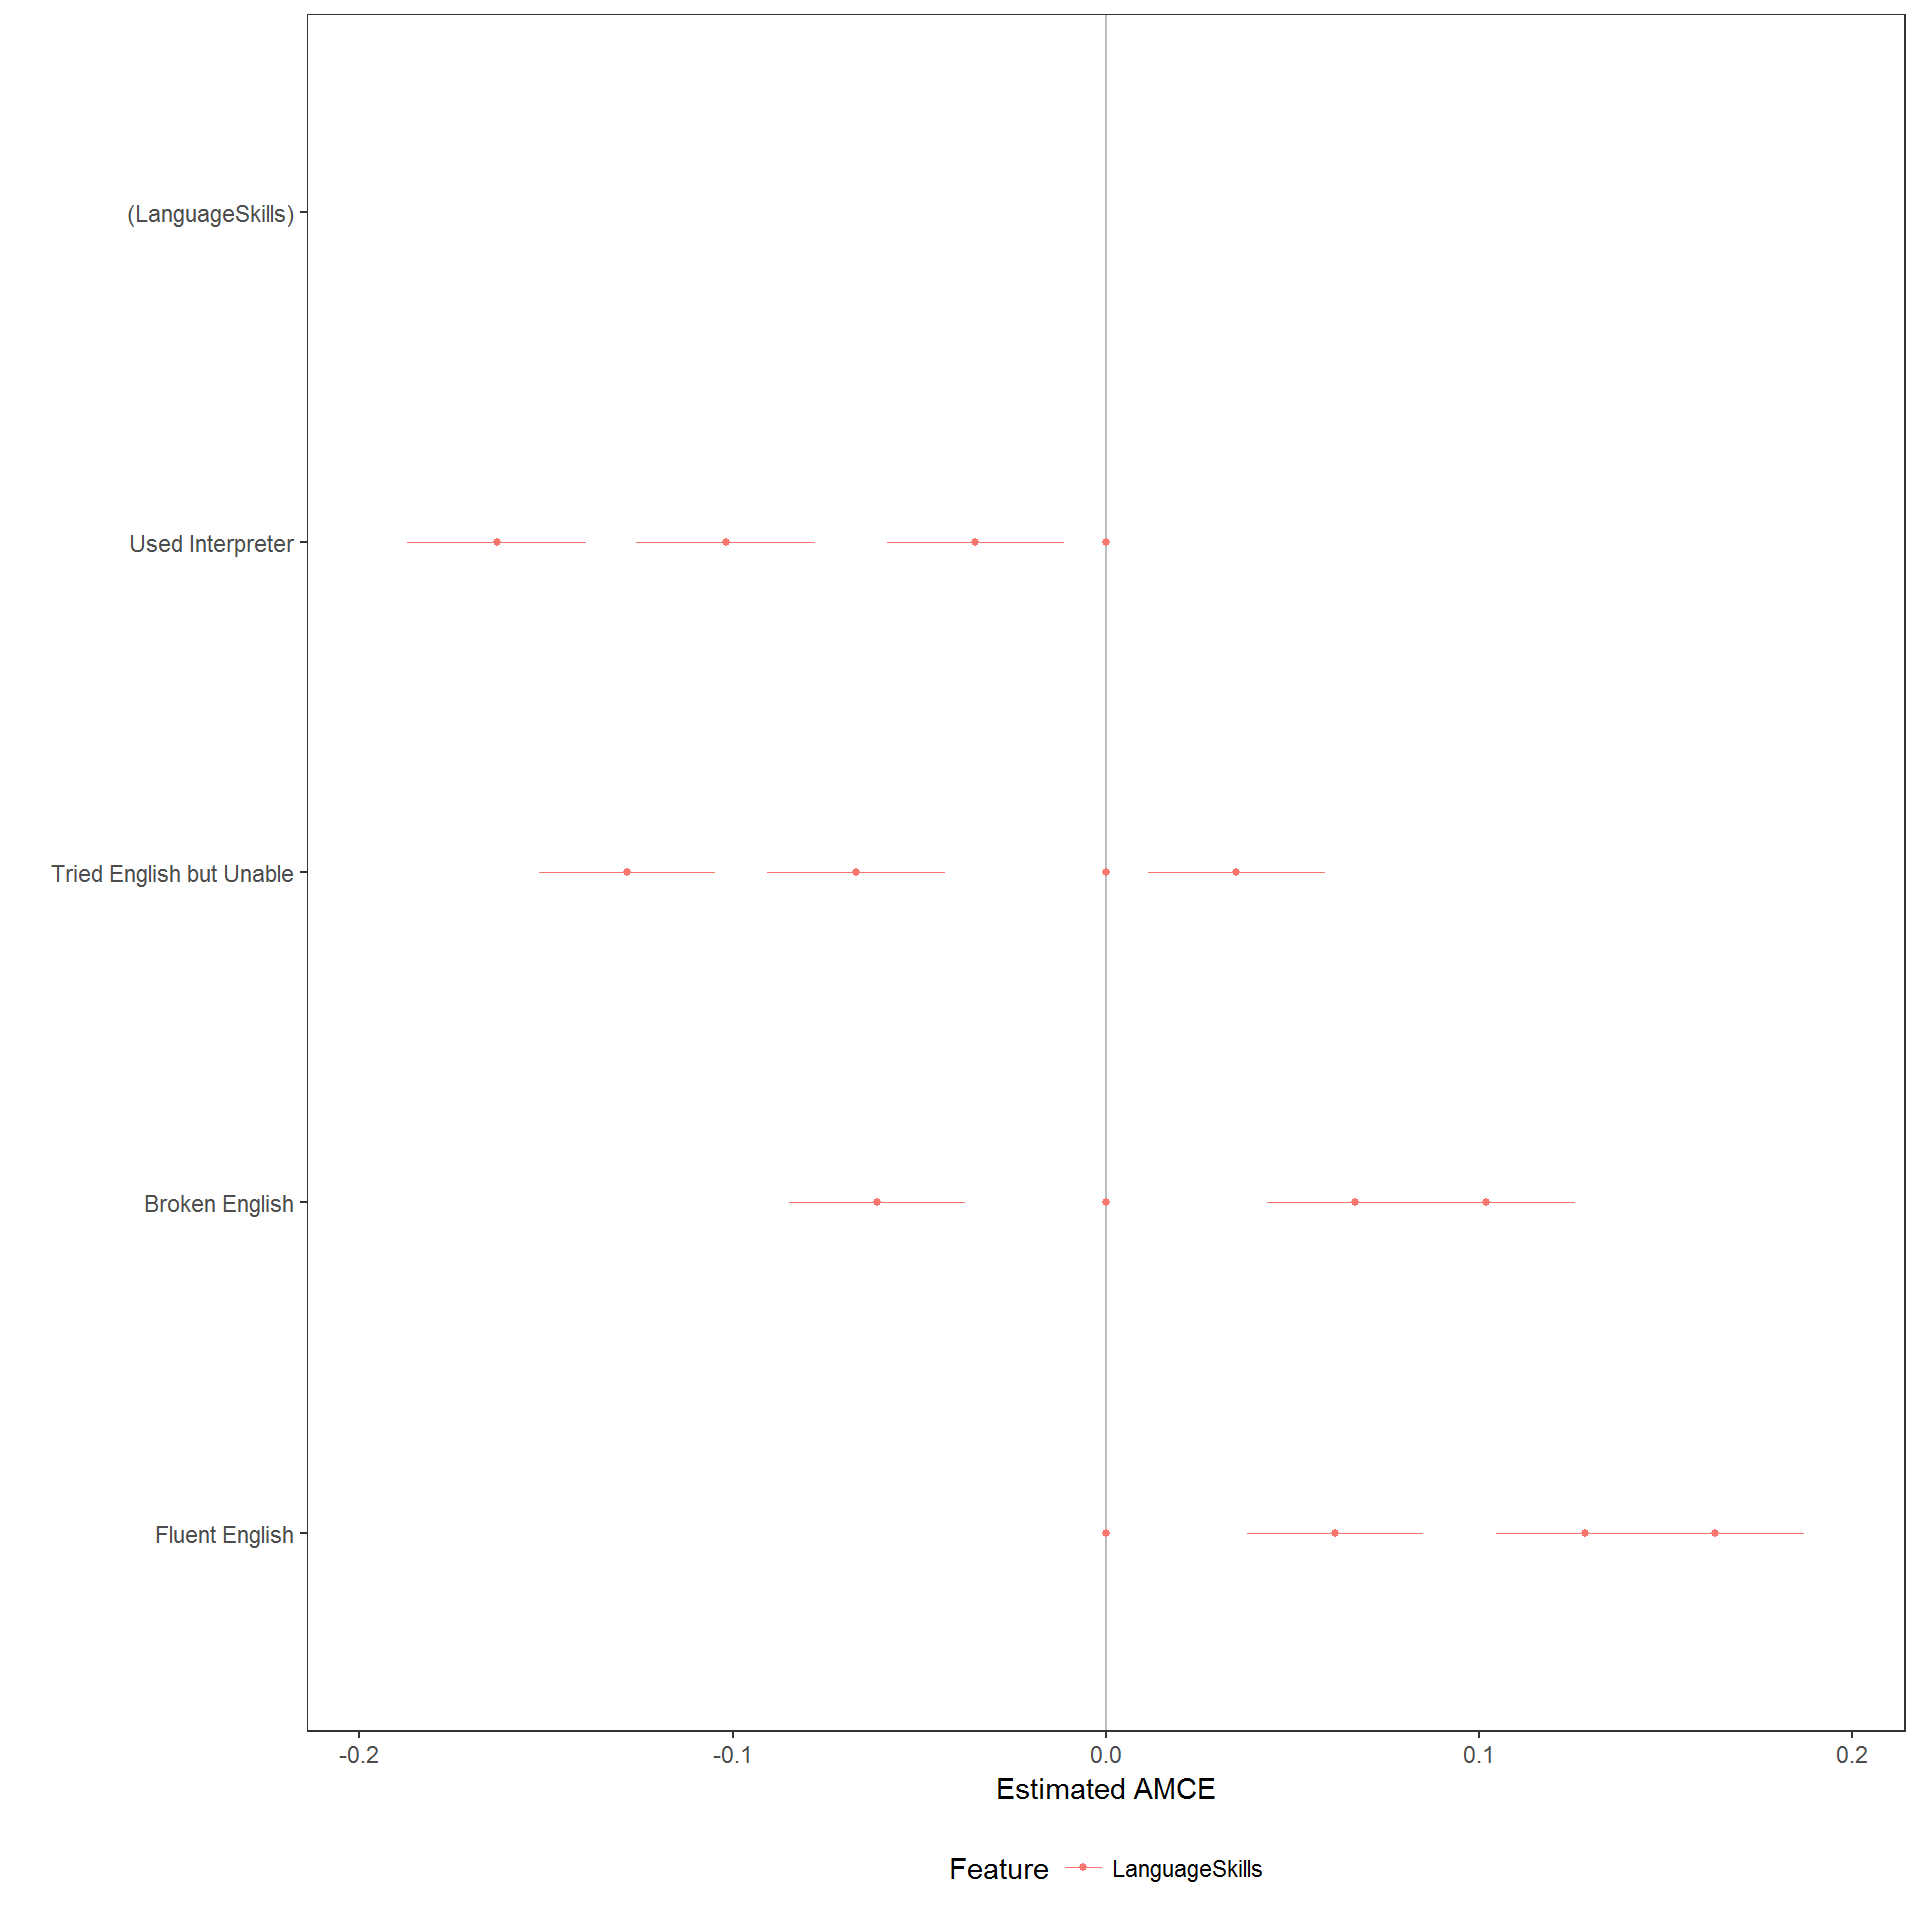 (LanguageSkills)
Used Interpreter
Tried English but Unable
Broken English
Fluent English
-0.2 -0.1 0.0 0.1 0.2
Estimated AMCE
Feature LanguageSkills